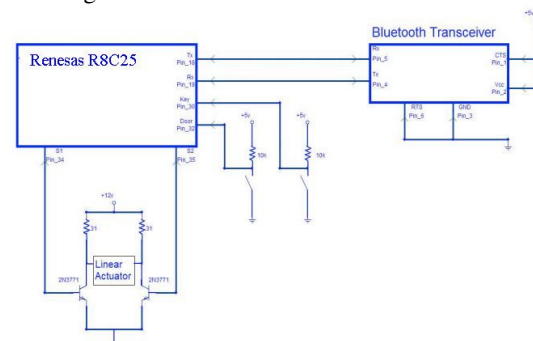 Renesas R8C25
Tx
Pin_18
Rx
Pin_19
Key
Pin_30
Door
Pin_32
S1
Pin_34
S2
Pin_35
Bluetooth Transceiver
Rx
Pin_5
Tx
Pin_4
CTS
Pin_1
Vcc
Pin_2
RTS
Pin_6
GND
Pin_3
+5v
+5v
10k
+5v
10k
+12v
31
31
Linear
Actuator
2N3771
2N3771